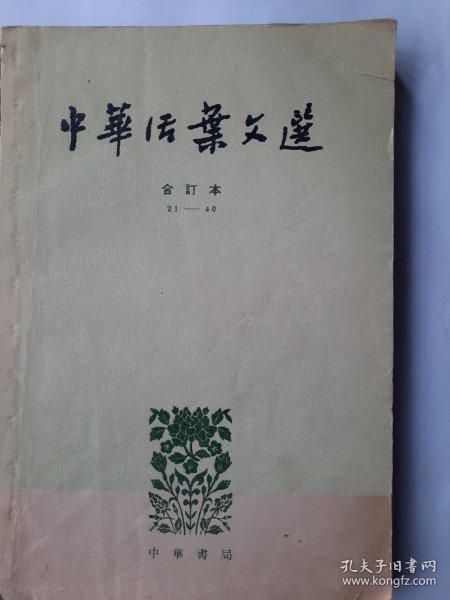 中華活葉文選
合訂本
21——40
中華書局
孔夫子旧书网
www.kongfz.com